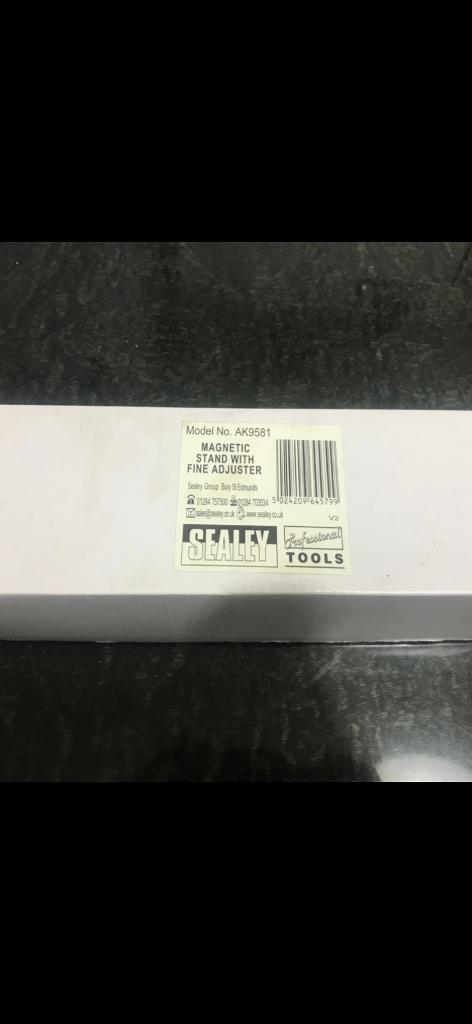 Model No. AK9581
MAGNETIC
STAND WITH
FINE ADJUSTER
Sealey Group Bury St Edmunds
01284 757500 01284 703534
sales@sealey.co.uk www.sealey.co.uk
5 024209 645799
V2
SEALEY
Professional
TOOLS